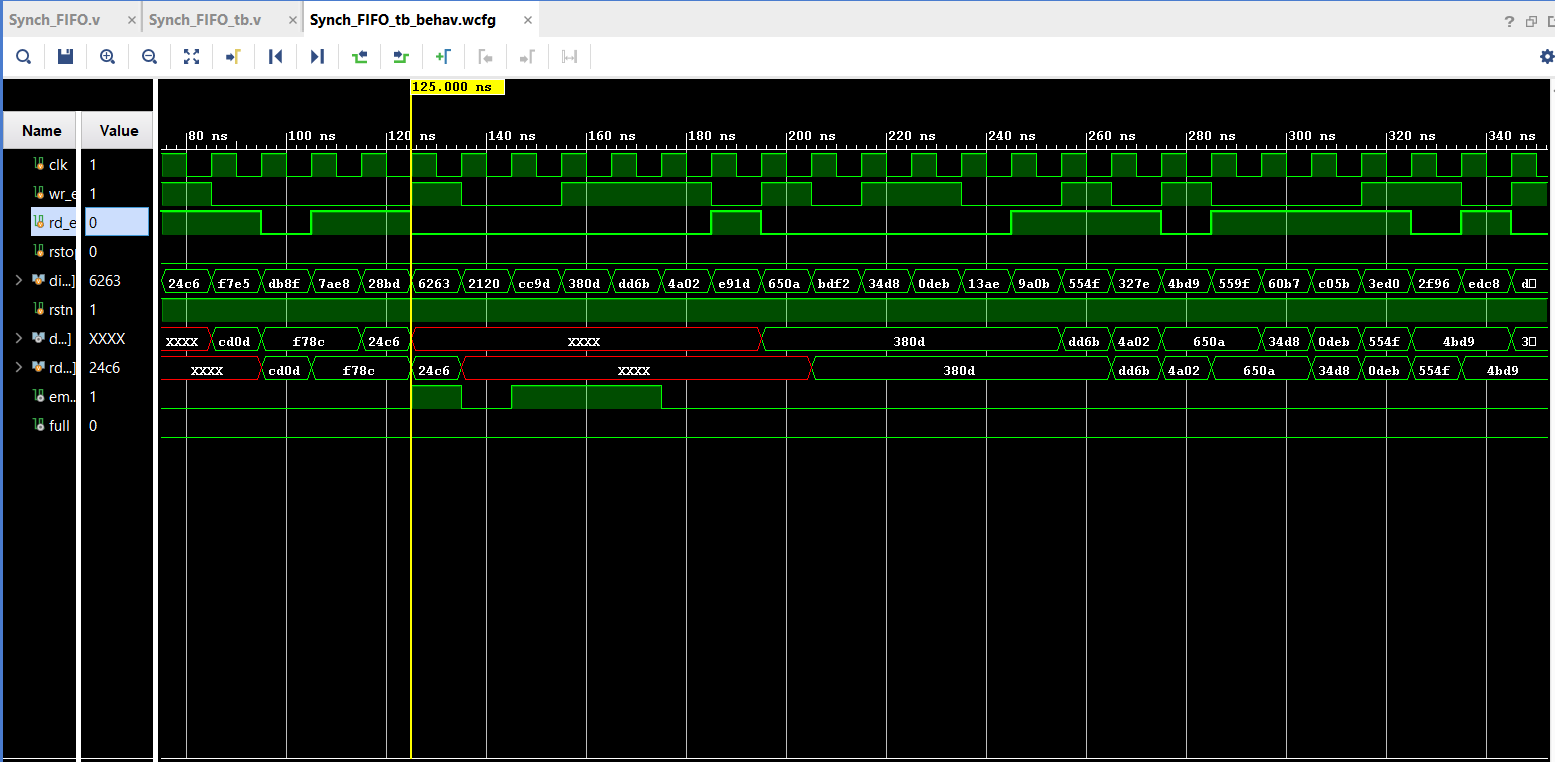 Synch_FIFO.v × Synch_FIFO_tb.v × Synch_FIFO_tb_behav.wcfg × ?
125.000 ns
Name Value
80 ns 100 ns 120 ns 140 ns 160 ns 180 ns 200 ns 220 ns 240 ns 260 ns 280 ns 300 ns 320 ns 340 ns
clk 1
wr_e 1
rd_e 0
rstop 0
di...] 6263 24c6 f7e5 db8f 7ae8 28bd 6263 2120 cc9d 380d dd6b 4a02 e91d 650a bdf2 34d8 0deb 13ae 9a0b 554f 327e 4bd9 559f 60b7 c05b 3ed0 2f96 edc8 d
rstn 1
d...] XXXX XXXX cd0d f78c 24c6 XXXX 380d dd6b 4a02 650a 34d8 0deb 554f 4bd9 3
rd...] 24c6 XXXX cd0d f78c 24c6 XXXX 380d dd6b 4a02 650a 34d8 0deb 554f 4bd9
em... 1
full 0